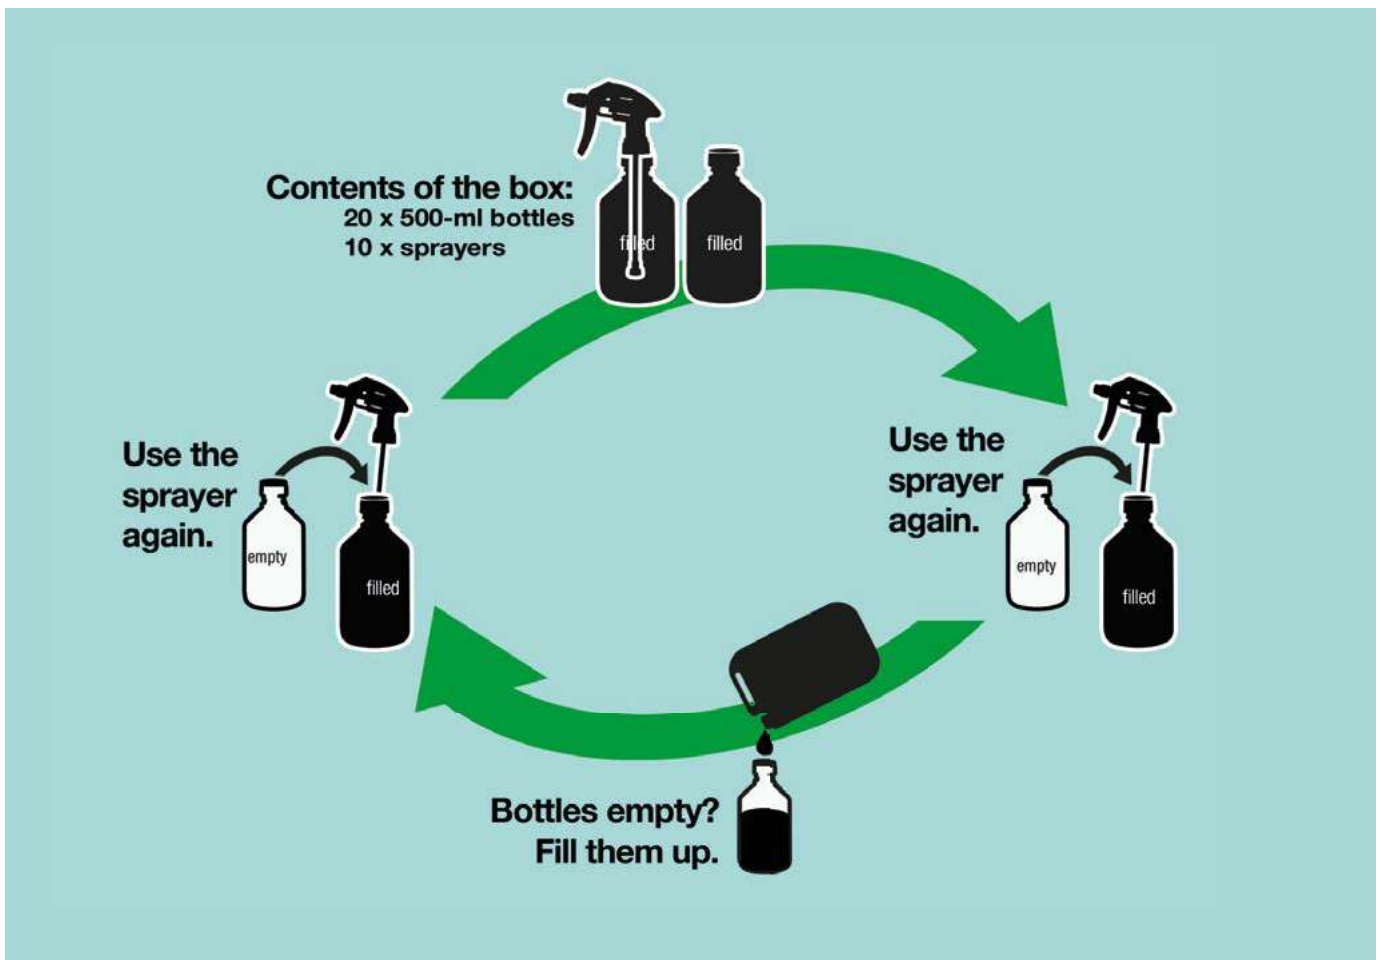 Contents of the box:
20 x 500-ml bottles
10 x sprayers
filled
filled
Use the
sprayer
again.
empty
filled
Bottles empty?
Fill them up.
Use the
sprayer
again.
empty
filled